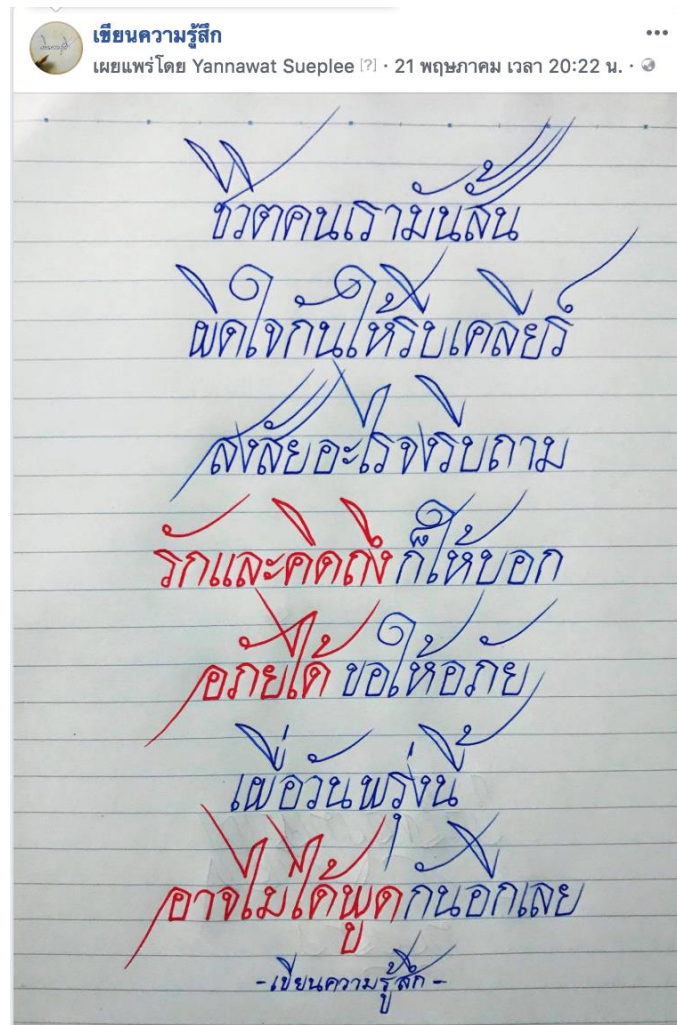 เขียนความรู้สึก
เผยแพร่โดย Yannawat Sueplee [?] · 21 พฤษภาคม เวลา 20:22 น. ·
ชีวิตคนเรามันสั้น
ผิดใจกันให้รีบเคลียร์
สงสัยอะไรจงรีบถาม
รักและคิดถึงก็ให้บอก
อภัยได้ ขอให้อภัย
เผื่อวันพรุ่งนี้
อาจไม่ได้พูดกันอีกเลย
-เขียนความรู้สึก-